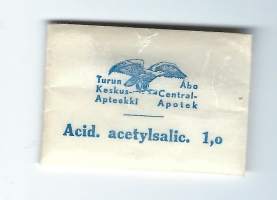 Turun Åbo
Keskus- Central-
Apteekki Apotek
Acid. acetylsalic. 1,0